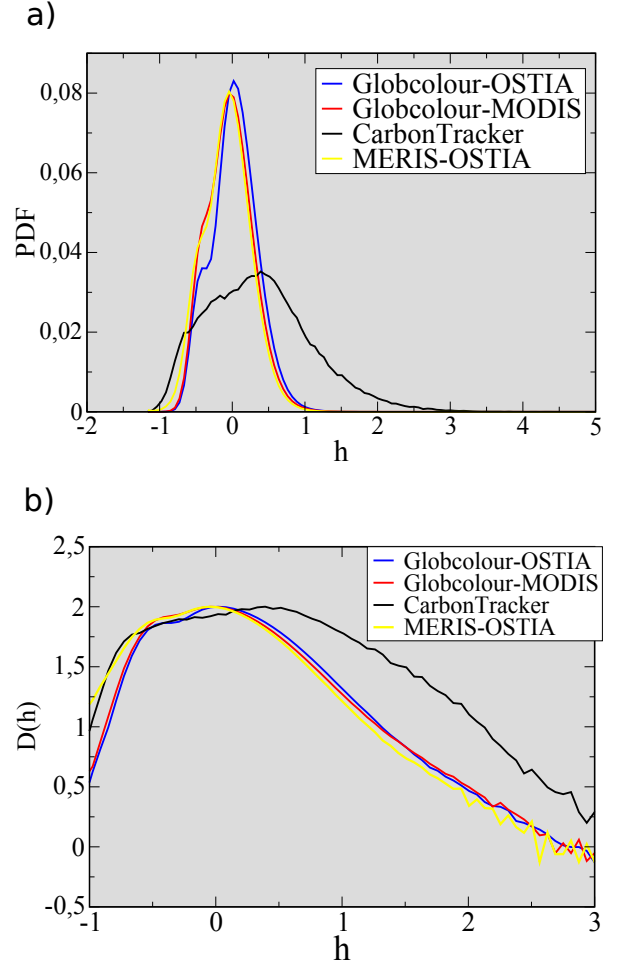 a)
Globcolour-OSTIA
Globcolour-MODIS
CarbonTracker
MERIS-OSTIA
PDF
0,08
0,06
0,04
0,02
0
-2
-1
0
1
2
3
4
5
h
b)
Globcolour-OSTIA
Globcolour-MODIS
CarbonTracker
MERIS-OSTIA
D(h)
2,5
2
1,5
1
0,5
0
-0,5
-1
0
1
2
3
h